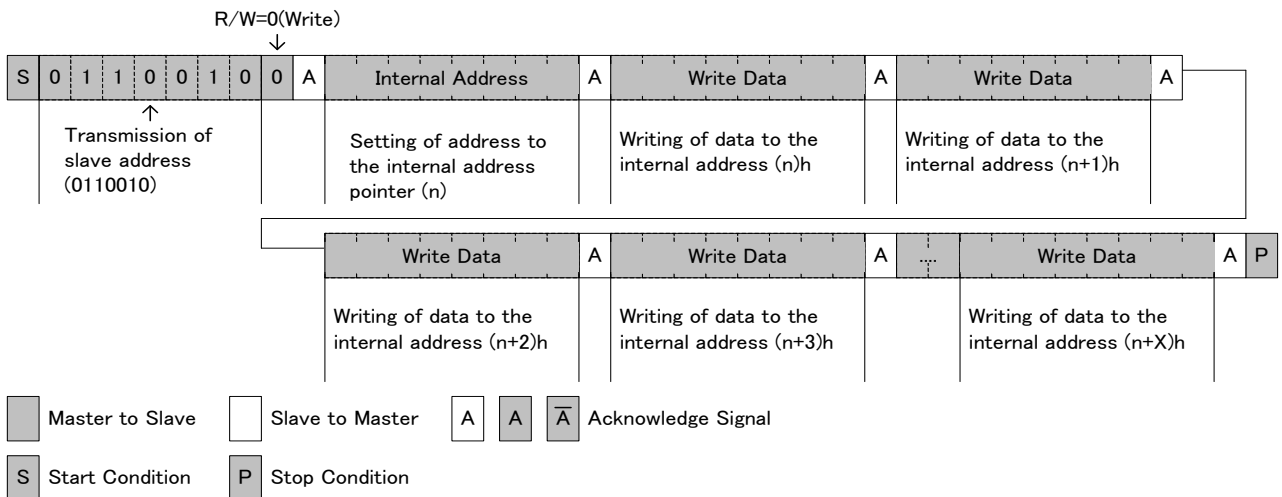 R/W=0(Write)
S 0 1 1 0 0 1 0 0 A Internal Address A Write Data A Write Data A
Transmission of
slave address
(0110010)
Setting of address to
the internal address
pointer (n)
Writing of data to the
internal address (n)h
Writing of data to the
internal address (n+1)h
Write Data A Write Data A .... Write Data A P
Writing of data to the
internal address (n+2)h
Writing of data to the
internal address (n+3)h
Writing of data to the
internal address (n+X)h
Master to Slave Slave to Master A A A̅ Acknowledge Signal
S Start Condition P Stop Condition